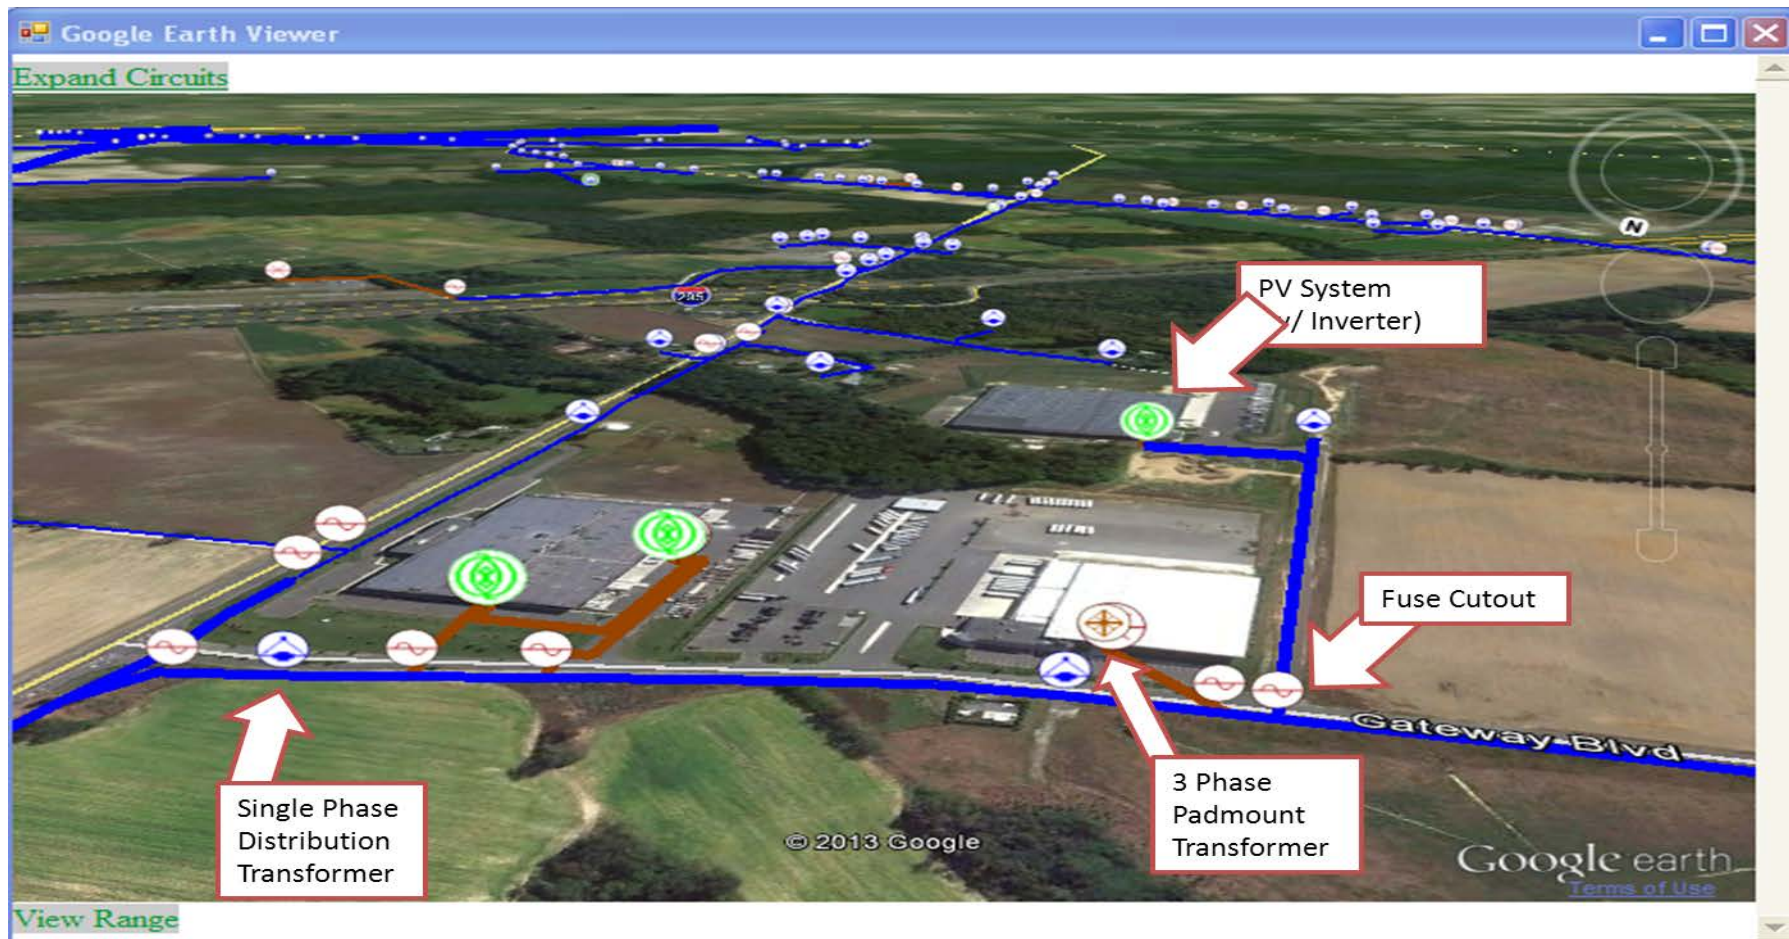 Google Earth Viewer
Expand Circuits
N
295
PV System
w/ Inverter)
Fuse Cutout
Gateway Blvd
3 Phase
Padmount
Transformer
Single Phase
Distribution
Transformer
© 2013 Google
Google earth
Terms of Use
View Range